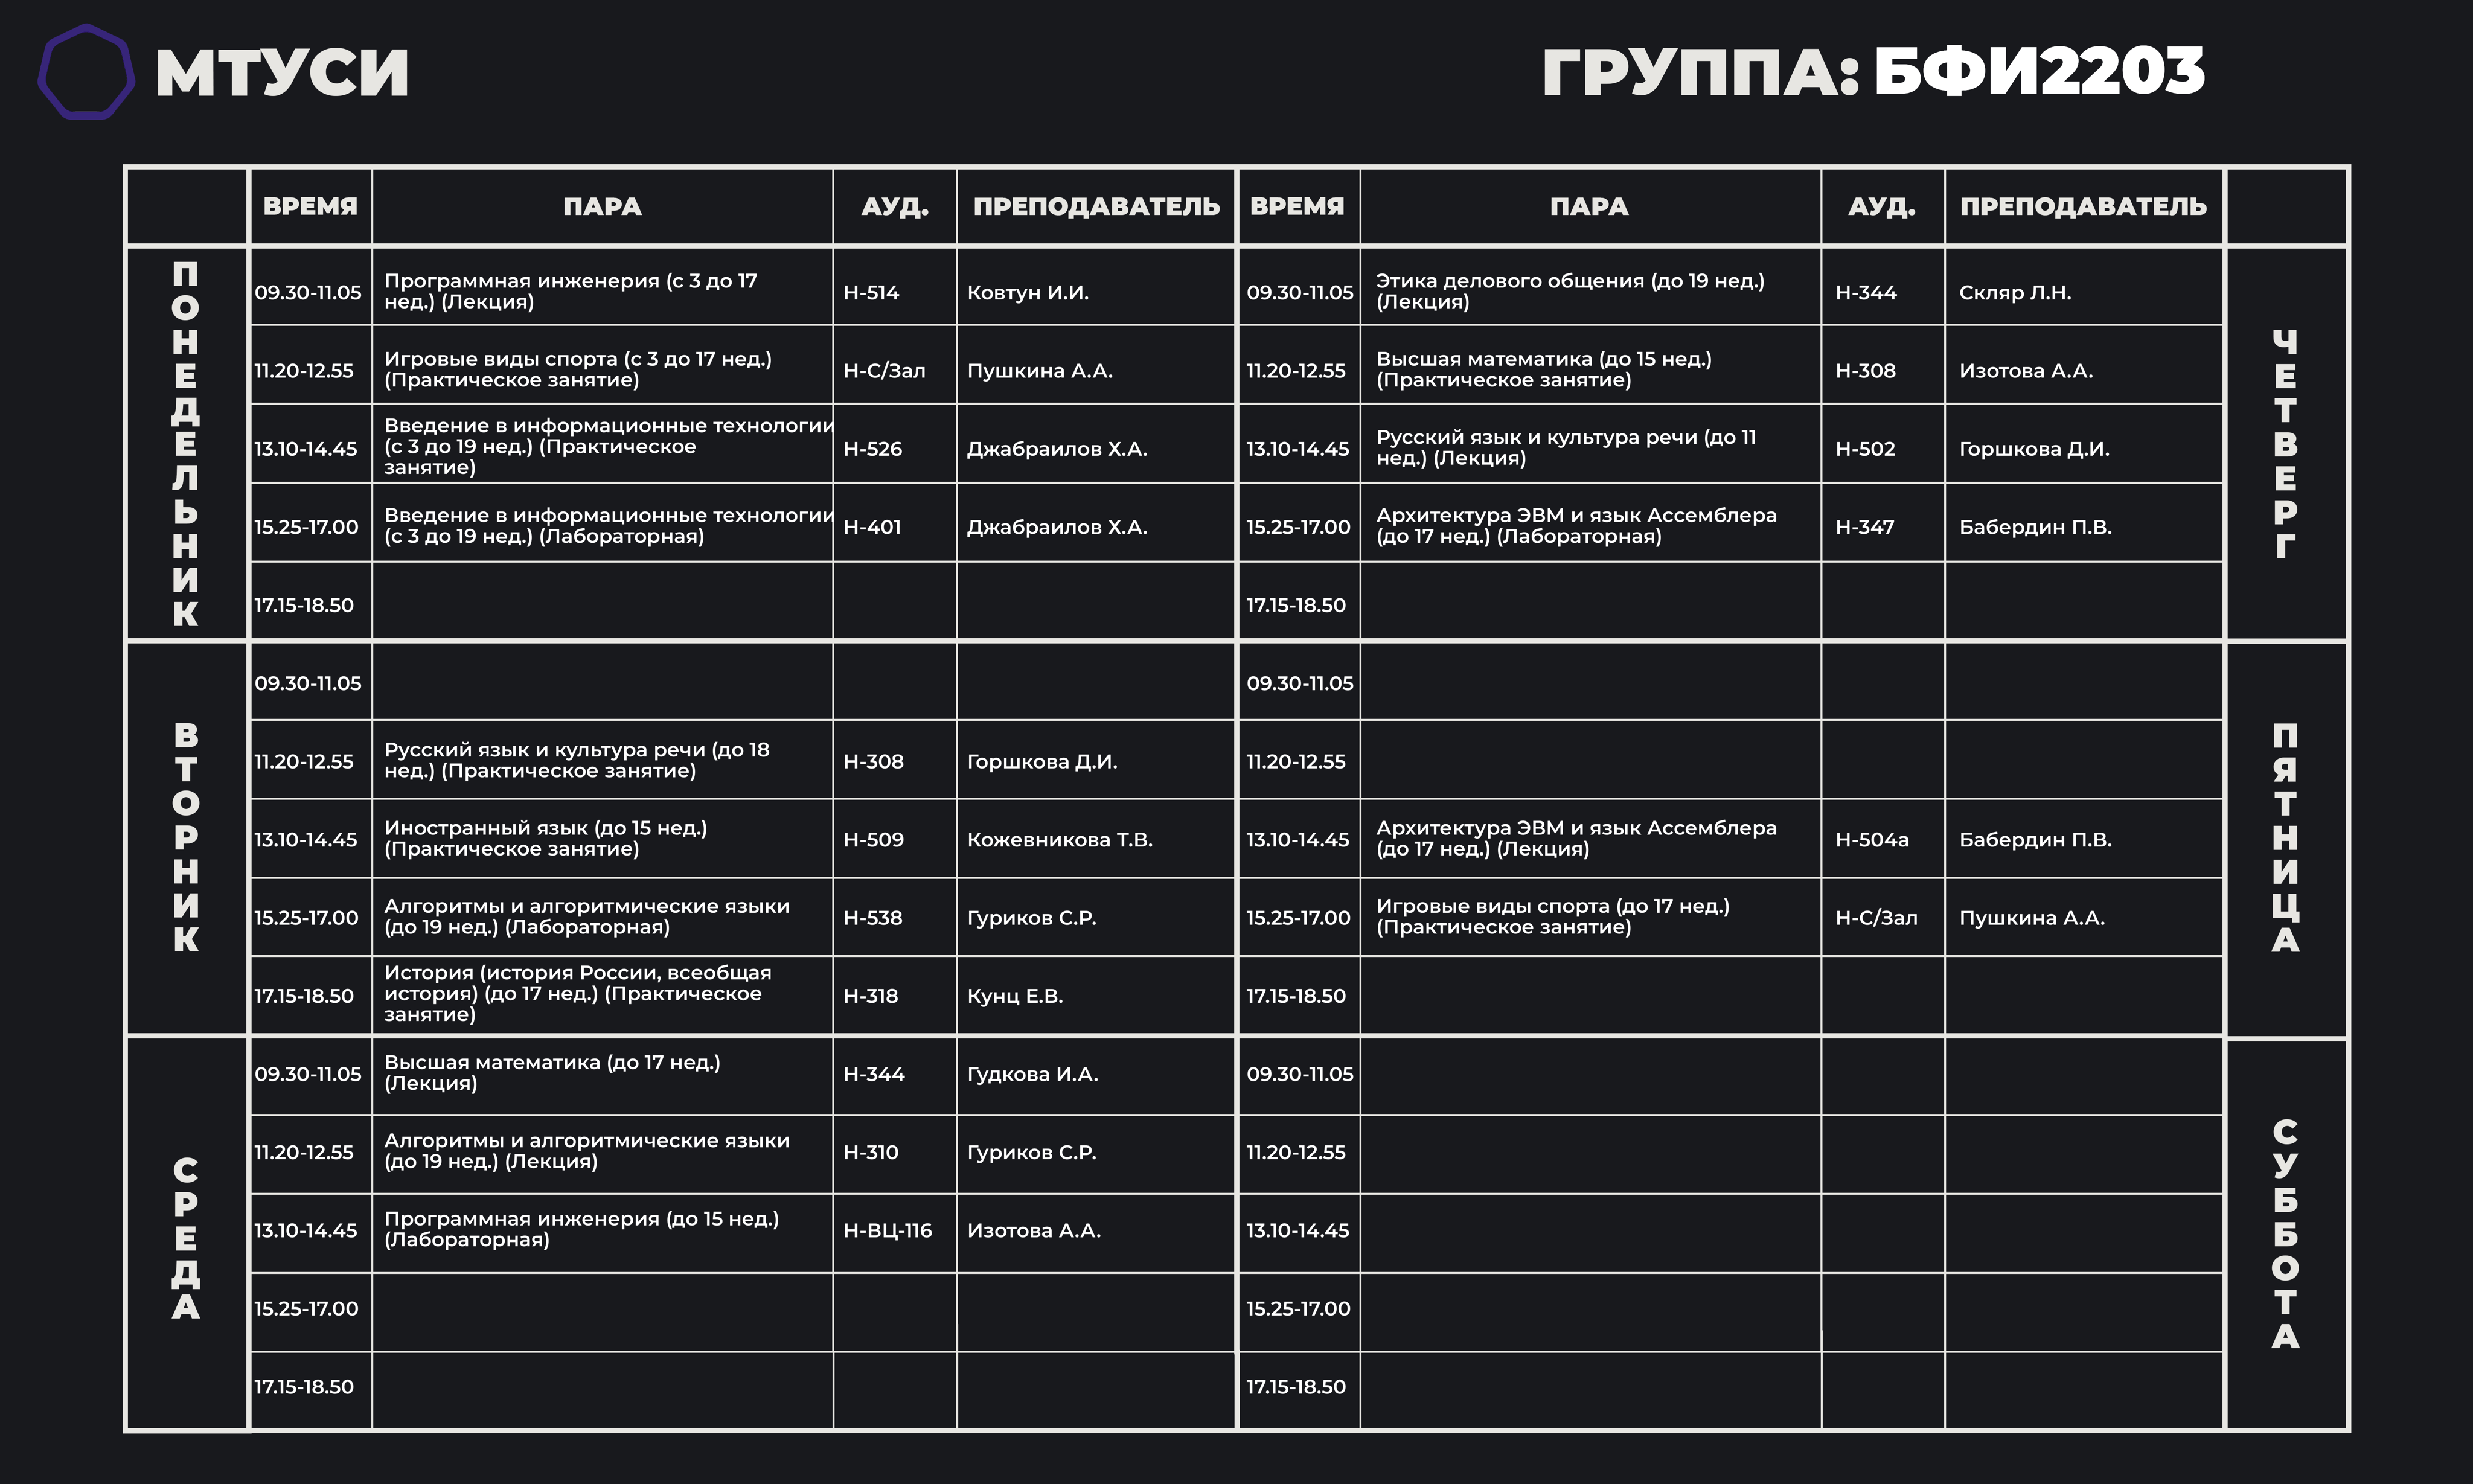 МТУСИ
ГРУППА: БФИ2203
ВРЕМЯ ПАРА АУД. ПРЕПОДАВАТЕЛЬ ВРЕМЯ ПАРА АУД. ПРЕПОДАВАТЕЛЬ
ПОНЕДЕЛЬНИК
09.30-11.05
Программная инженерия (с 3 до 17
нед.) (Лекция)
Н-514
Ковтун И.И.
11.20-12.55
Игровые виды спорта (с 3 до 17 нед.)
(Практическое занятие)
Н-С/Зал
Пушкина А.А.
13.10-14.45
Введение в информационные технологии
(с 3 до 19 нед.) (Практическое
занятие)
Н-526
Джабраилов Х.А.
15.25-17.00
Введение в информационные технологии
(с 3 до 19 нед.) (Лабораторная)
Н-401
Джабраилов Х.А.
17.15-18.50
ВТОРНИК
09.30-11.05
11.20-12.55
Русский язык и культура речи (до 18
нед.) (Практическое занятие)
Н-308
Горшкова Д.И.
13.10-14.45
Иностранный язык (до 15 нед.)
(Практическое занятие)
Н-509
Кожевникова Т.В.
15.25-17.00
Алгоритмы и алгоритмические языки
(до 19 нед.) (Лабораторная)
Н-538
Гуриков С.Р.
17.15-18.50
История (история России, всеобщая
история) (до 17 нед.) (Практическое
занятие)
Н-318
Кунц Е.В.
СРЕДА
09.30-11.05
Высшая математика (до 17 нед.)
(Лекция)
Н-344
Гудкова И.А.
11.20-12.55
Алгоритмы и алгоритмические языки
(до 19 нед.) (Лекция)
Н-310
Гуриков С.Р.
13.10-14.45
Программная инженерия (до 15 нед.)
(Лабораторная)
Н-ВЦ-116
Изотова А.А.
15.25-17.00
17.15-18.50
ЧЕТВЕРГ
09.30-11.05
Этика делового общения (до 19 нед.)
(Лекция)
Н-344
Скляр Л.Н.
11.20-12.55
Высшая математика (до 15 нед.)
(Практическое занятие)
Н-308
Изотова А.А.
13.10-14.45
Русский язык и культура речи (до 11
нед.) (Лекция)
Н-502
Горшкова Д.И.
15.25-17.00
Архитектура ЭВМ и язык Ассемблера
(до 17 нед.) (Лабораторная)
Н-347
Бабердин П.В.
17.15-18.50
ПЯТНИЦА
09.30-11.05
11.20-12.55
13.10-14.45
Архитектура ЭВМ и язык Ассемблера
(до 17 нед.) (Лекция)
Н-504а
Бабердин П.В.
15.25-17.00
Игровые виды спорта (до 17 нед.)
(Практическое занятие)
Н-С/Зал
Пушкина А.А.
17.15-18.50
СУББОТА
09.30-11.05
11.20-12.55
13.10-14.45
15.25-17.00
17.15-18.50